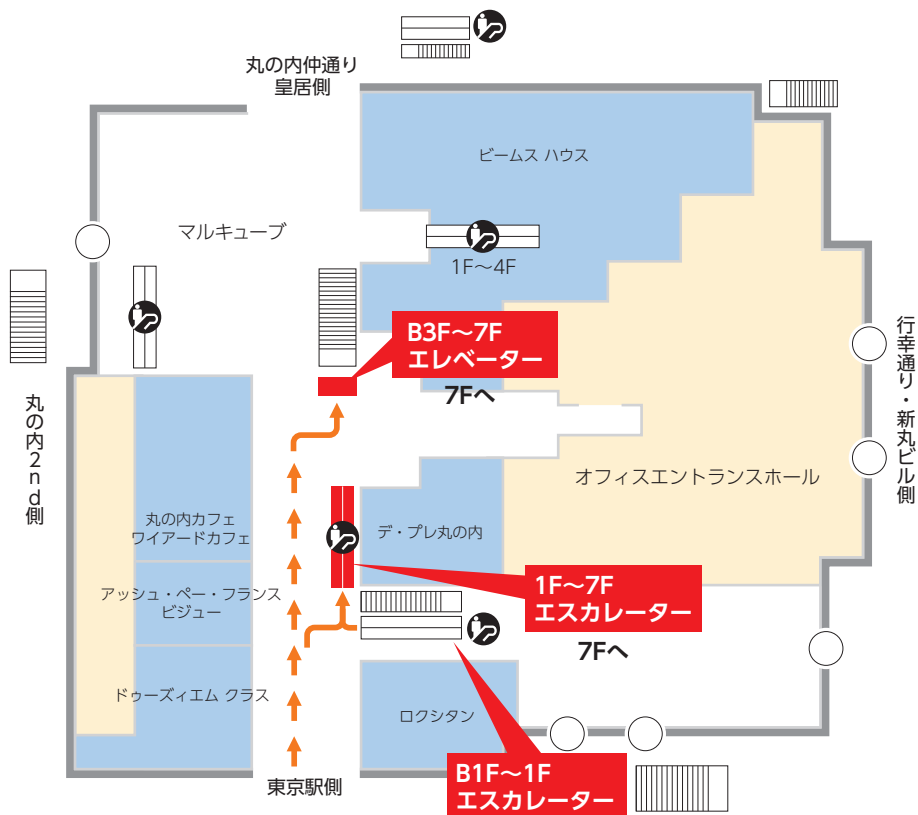 丸の内仲通り
皇居側
ビームス ハウス
マルキューブ
1F〜4F
B3F〜7F
エレベーター
7Fへ
行幸通り・新丸ビル側
丸の内2nd側
オフィスエントランスホール
丸の内カフェ
ワイアードカフェ
デ・プレ丸の内
アッシュ・ペー・フランス
ビジュー
1F〜7F
エスカレーター
7Fへ
ドゥーズィエム クラス
ロクシタン
B1F〜1F
エスカレーター
東京駅側